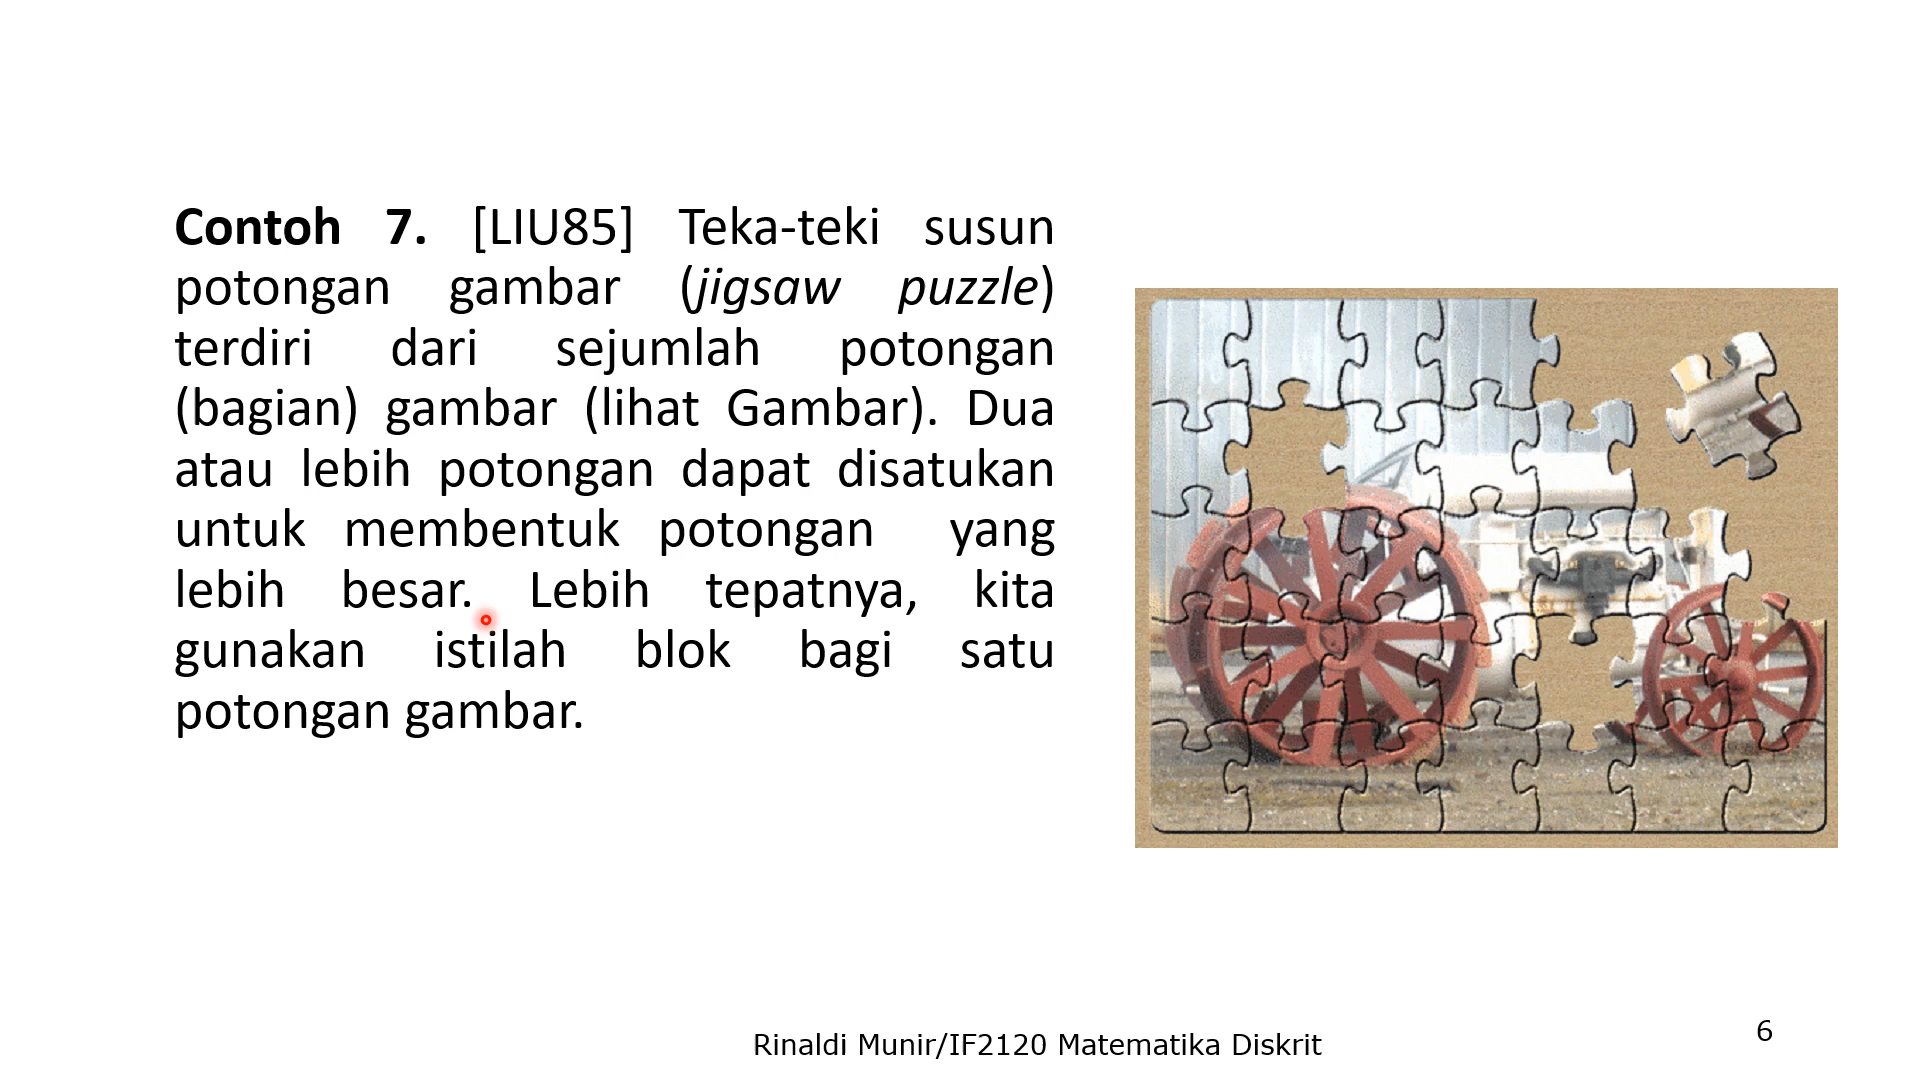 Contoh 7. [LIU85] Teka-teki susun
potongan gambar (jigsaw puzzle)
terdiri dari sejumlah potongan
(bagian) gambar (lihat Gambar). Dua
atau lebih potongan dapat disatukan
untuk membentuk potongan yang
lebih besar. Lebih tepatnya, kita
gunakan istilah blok bagi satu
potongan gambar.
Rinaldi Munir/IF2120 Matematika Diskrit
6